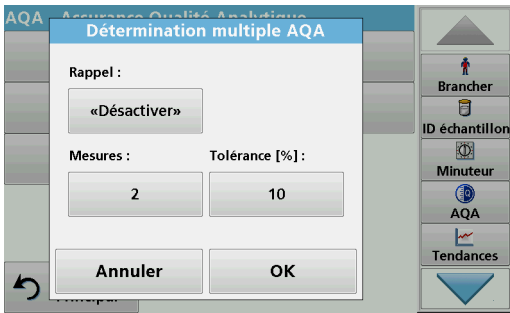 AQA - Assurance Qualité Analytique
Détermination multiple AQA
Rappel :
«Désactiver»
Mesures :
Tolérance [%] :
2
10
Annuler
OK
Principal
Brancher
ID échantillon
Minuteur
AQA
Tendances